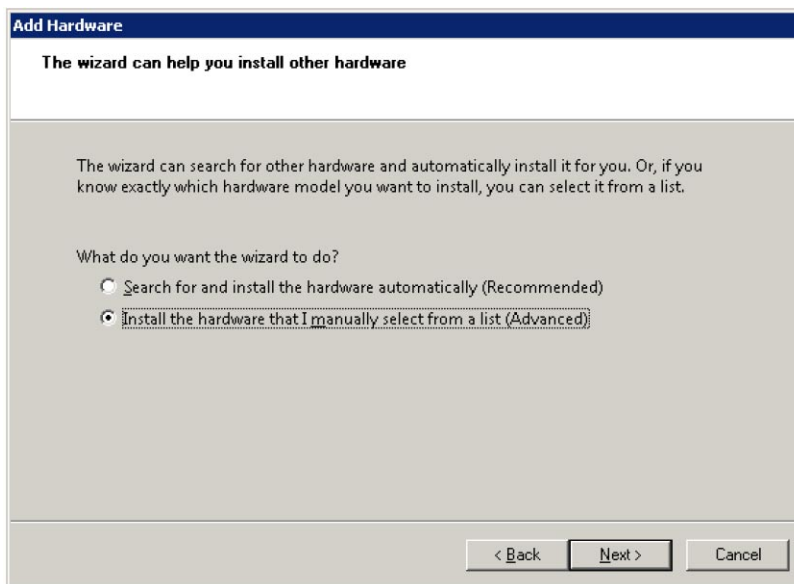 Add Hardware
The wizard can help you install other hardware
The wizard can search for other hardware and automatically install it for you. Or, if you
know exactly which hardware model you want to install, you can select it from a list.
What do you want the wizard to do?
Search for and install the hardware automatically (Recommended)
Install the hardware that I manually select from a list (Advanced)
< Back Next > Cancel